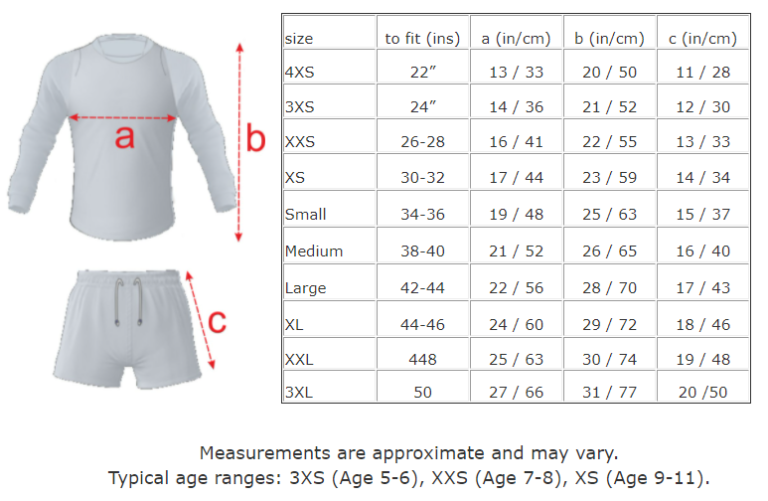 a
b
c
size to fit (ins) a (in/cm) b (in/cm) c (in/cm)
4XS 22” 13 / 33 20 / 50 11 / 28
3XS 24” 14 / 36 21 / 52 12 / 30
XXS 26-28 16 / 41 22 / 55 13 / 33
XS 30-32 17 / 44 23 / 59 14 / 34
Small 34-36 19 / 48 25 / 63 15 / 37
Medium 38-40 21 / 52 26 / 65 16 / 40
Large 42-44 22 / 56 28 / 70 17 / 43
XL 44-46 24 / 60 29 / 72 18 / 46
XXL 448 25 / 63 30 / 74 19 / 48
3XL 50 27 / 66 31 / 77 20 /50
Measurements are approximate and may vary.
Typical age ranges: 3XS (Age 5-6), XXS (Age 7-8), XS (Age 9-11).